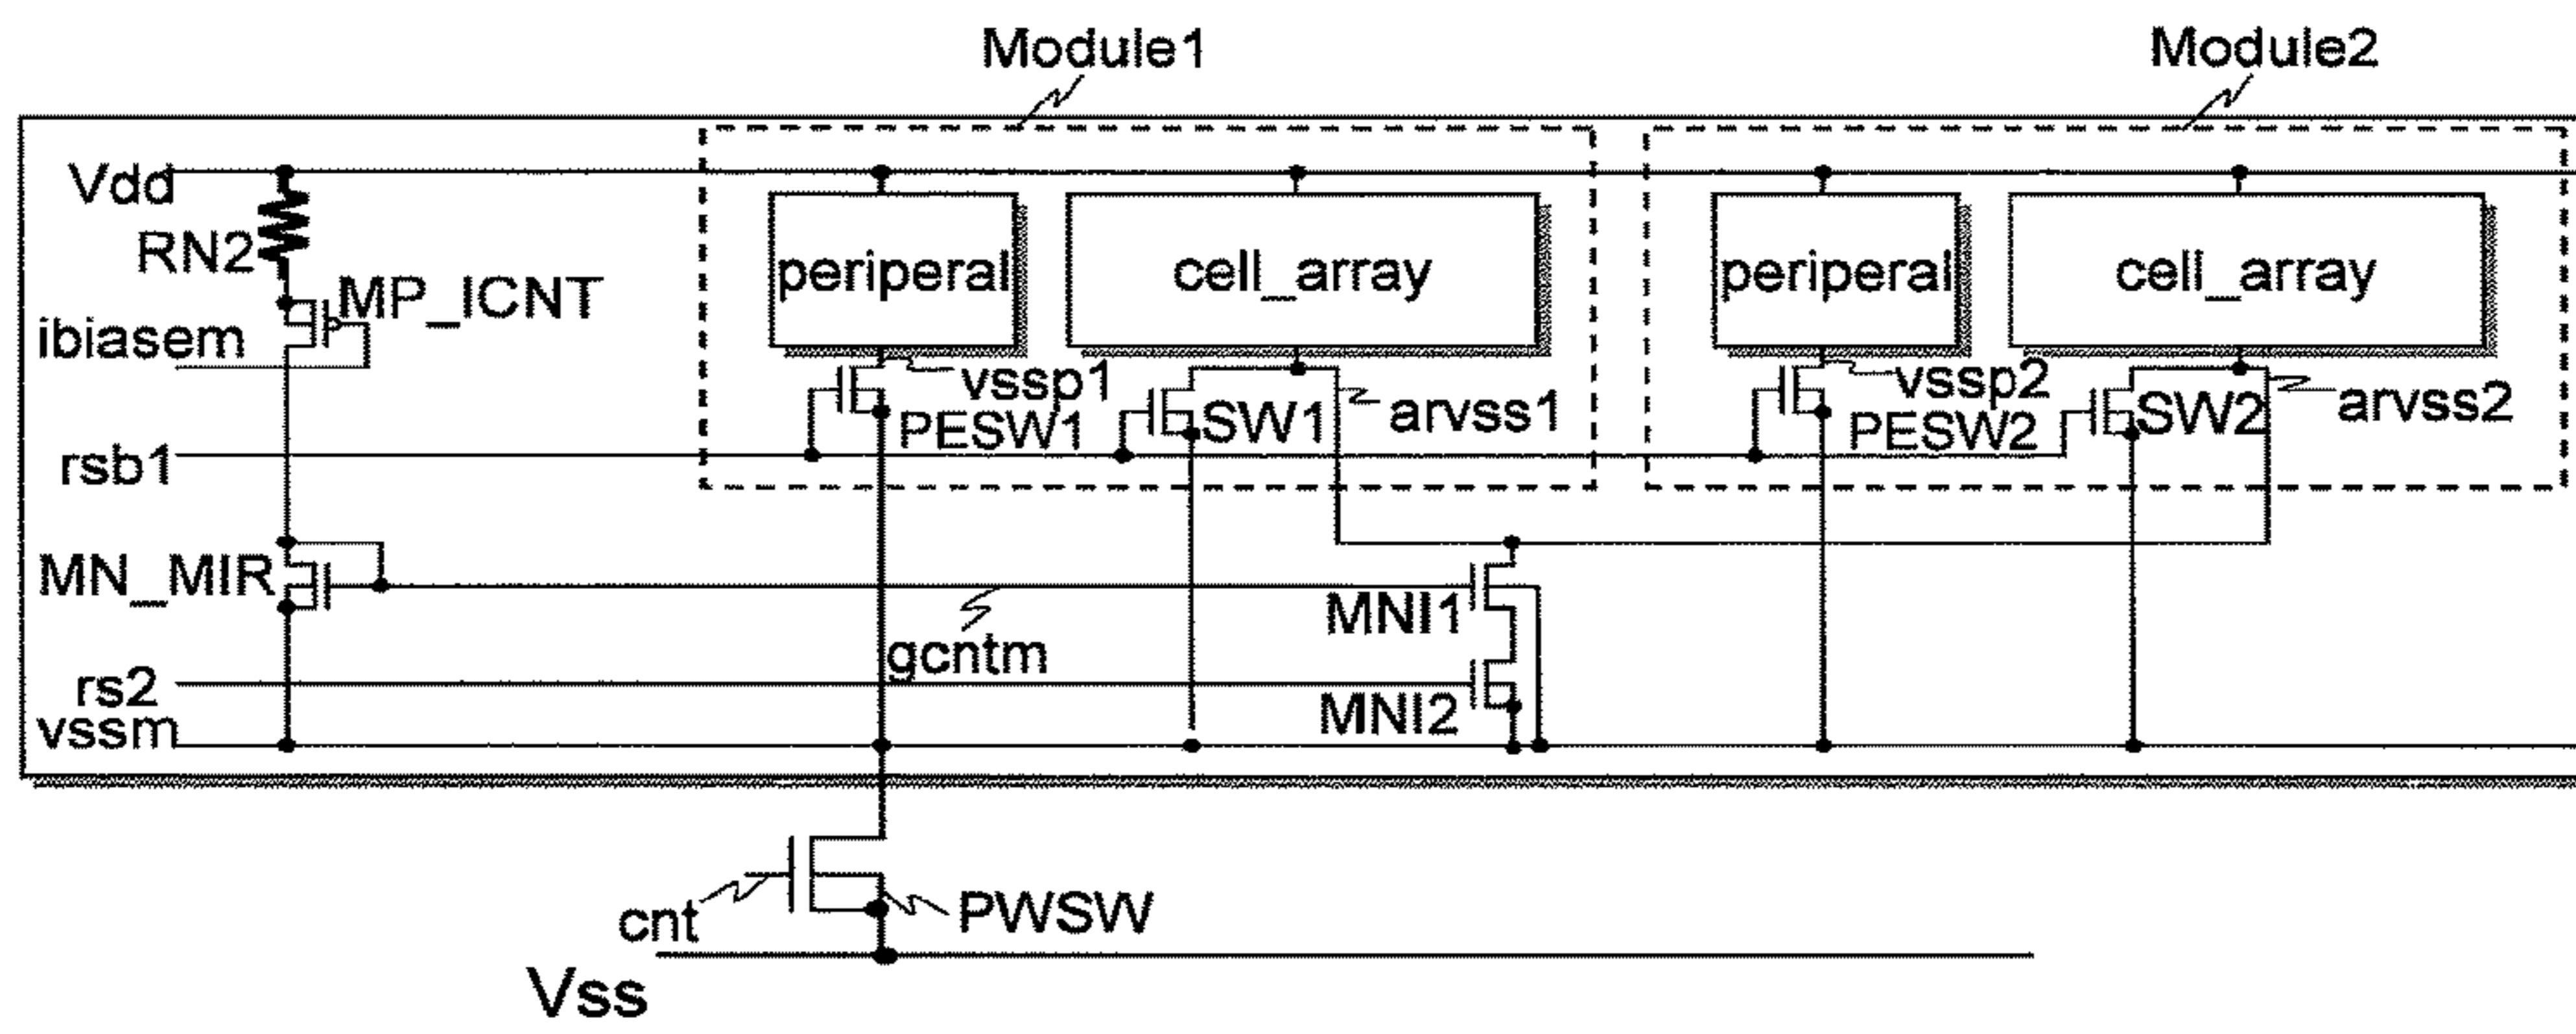 Module1
Module2
Vdd
RN2
MP_ICNT
periperal
cell_array
periperal
cell_array
ibiasem
vssp1
PESW1
SW1
arvss1
vssp2
PESW2
SW2
arvss2
rsb1
MN_MIR
MNI1
gcntm
rs2
MNI2
vssm
cnt
PWSW
Vss